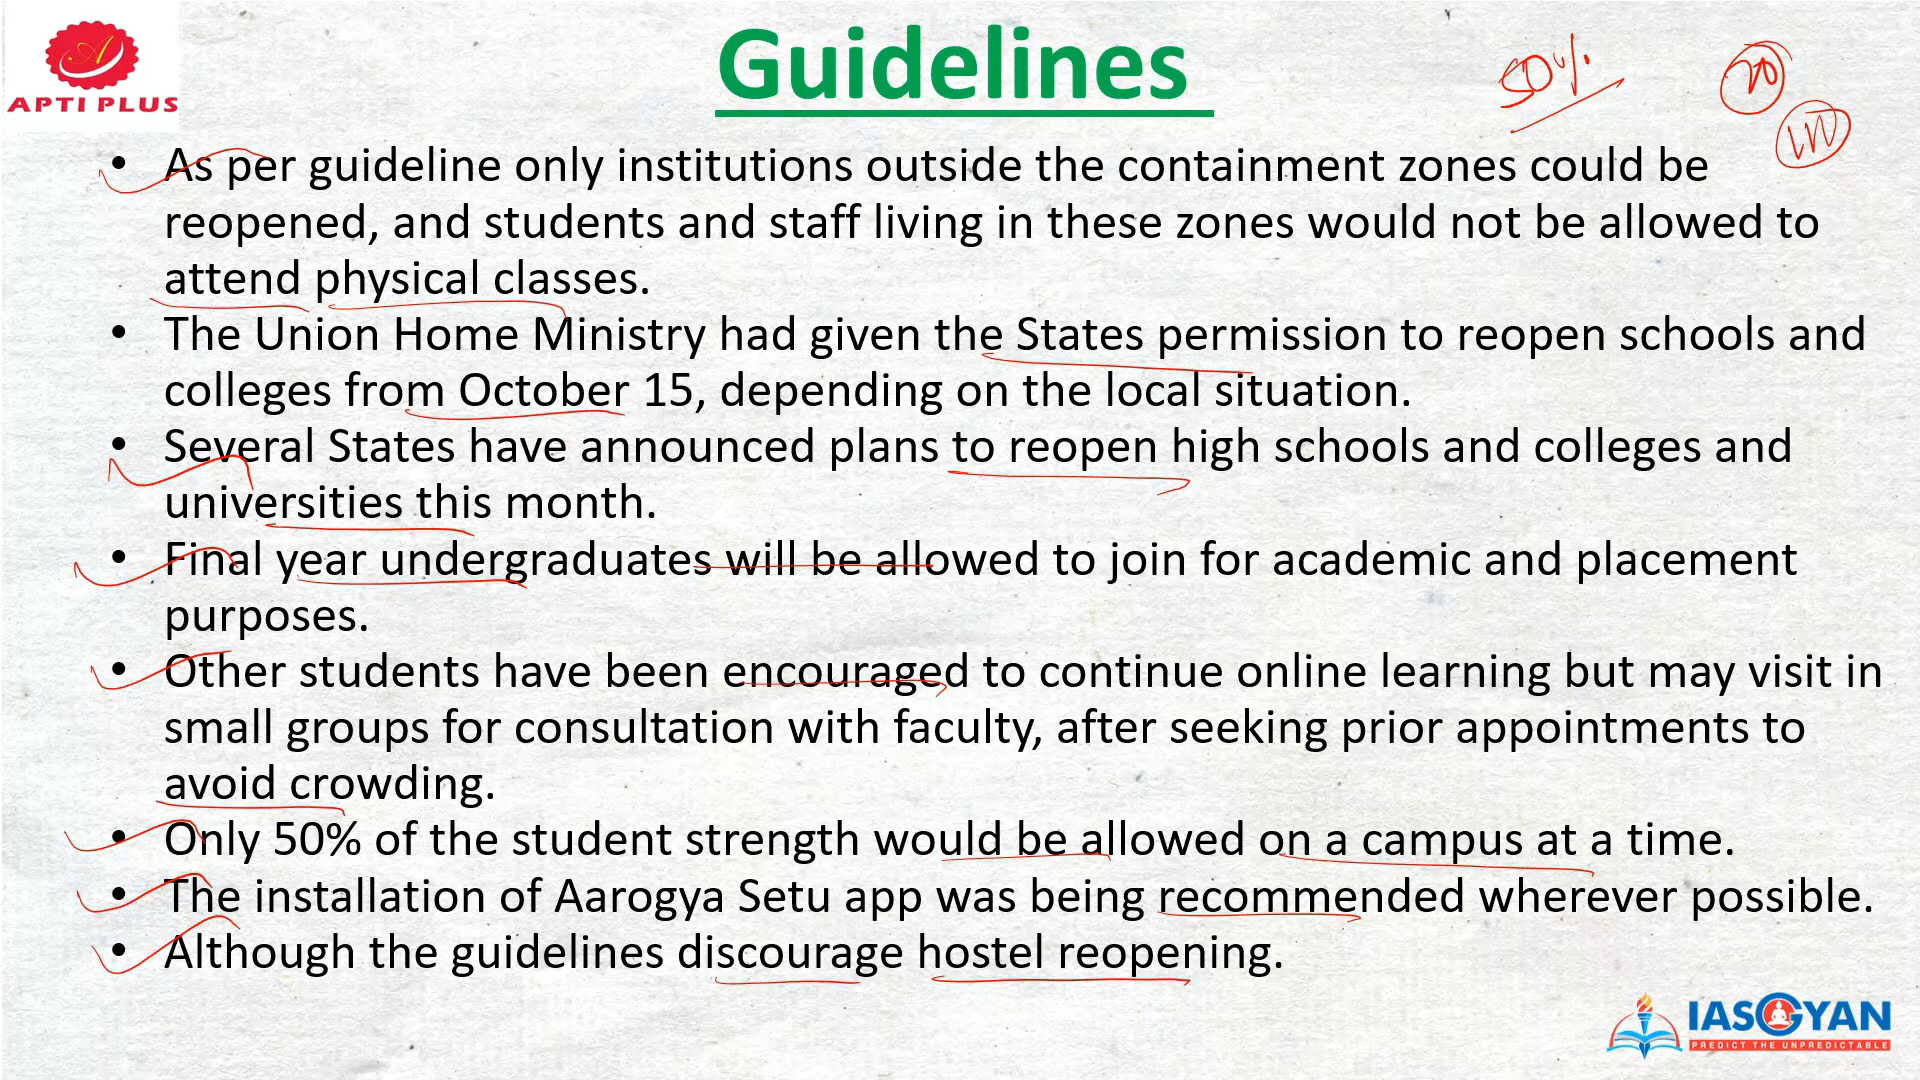 APTI PLUS
Guidelines
50%
20
• As per guideline only institutions outside the containment zones could be
reopened, and students and staff living in these zones would not be allowed to
attend physical classes.
• The Union Home Ministry had given the States permission to reopen schools and
colleges from October 15, depending on the local situation.
• Several States have announced plans to reopen high schools and colleges and
universities this month.
• Final year undergraduates will be allowed to join for academic and placement
purposes.
• Other students have been encouraged to continue online learning but may visit in
small groups for consultation with faculty, after seeking prior appointments to
avoid crowding.
• Only 50% of the student strength would be allowed on a campus at a time.
• The installation of Aarogya Setu app was being recommended wherever possible.
• Although the guidelines discourage hostel reopening.
IASGYAN
PREDICT THE UNPREDICTABLE